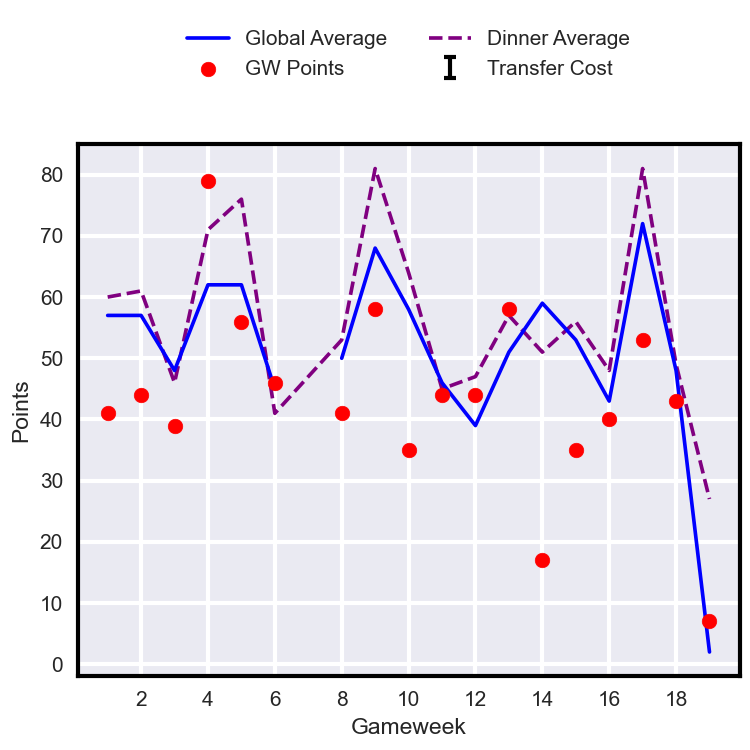 Global Average
Dinner Average
GW Points
Transfer Cost
80
70
60
50
40
30
20
10
0
Points
2 4 6 8 10 12 14 16 18
Gameweek